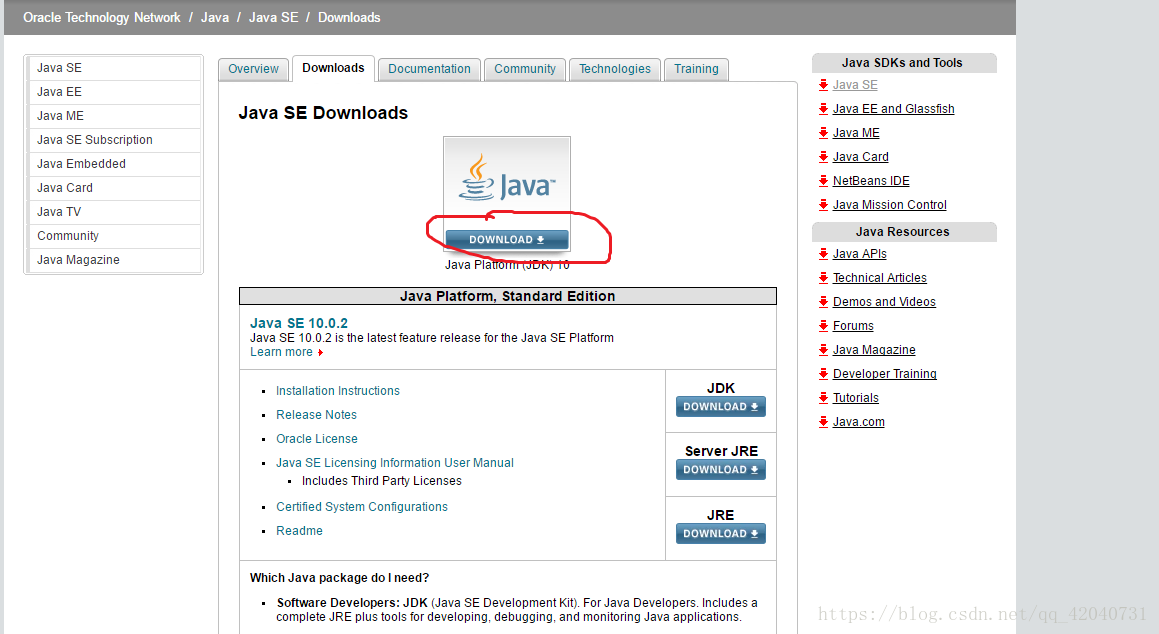 Oracle Technology Network / Java / Java SE / Downloads
Java SE
Java EE
Java ME
Java SE Subscription
Java Embedded
Java Card
Java TV
Community
Java Magazine
Overview
Downloads
Documentation
Community
Technologies
Training
Java SE Downloads
Java™
DOWNLOAD
Java Platform (JDK) 10
Java Platform, Standard Edition
Java SE 10.0.2
Java SE 10.0.2 is the latest feature release for the Java SE Platform
Learn more
Installation Instructions
Release Notes
Oracle License
Java SE Licensing Information User Manual
Includes Third Party Licenses
Certified System Configurations
Readme
JDK
DOWNLOAD
Server JRE
DOWNLOAD
JRE
DOWNLOAD
Which Java package do I need?
Software Developers: JDK (Java SE Development Kit). For Java Developers. Includes a
complete JRE plus tools for developing, debugging, and monitoring Java applications.
Java SDKs and Tools
Java SE
Java EE and Glassfish
Java ME
Java Card
NetBeans IDE
Java Mission Control
Java Resources
Java APIs
Technical Articles
Demos and Videos
Forums
Java Magazine
Developer Training
Tutorials
Java.com
https://blog.csdn.net/qq_42040731